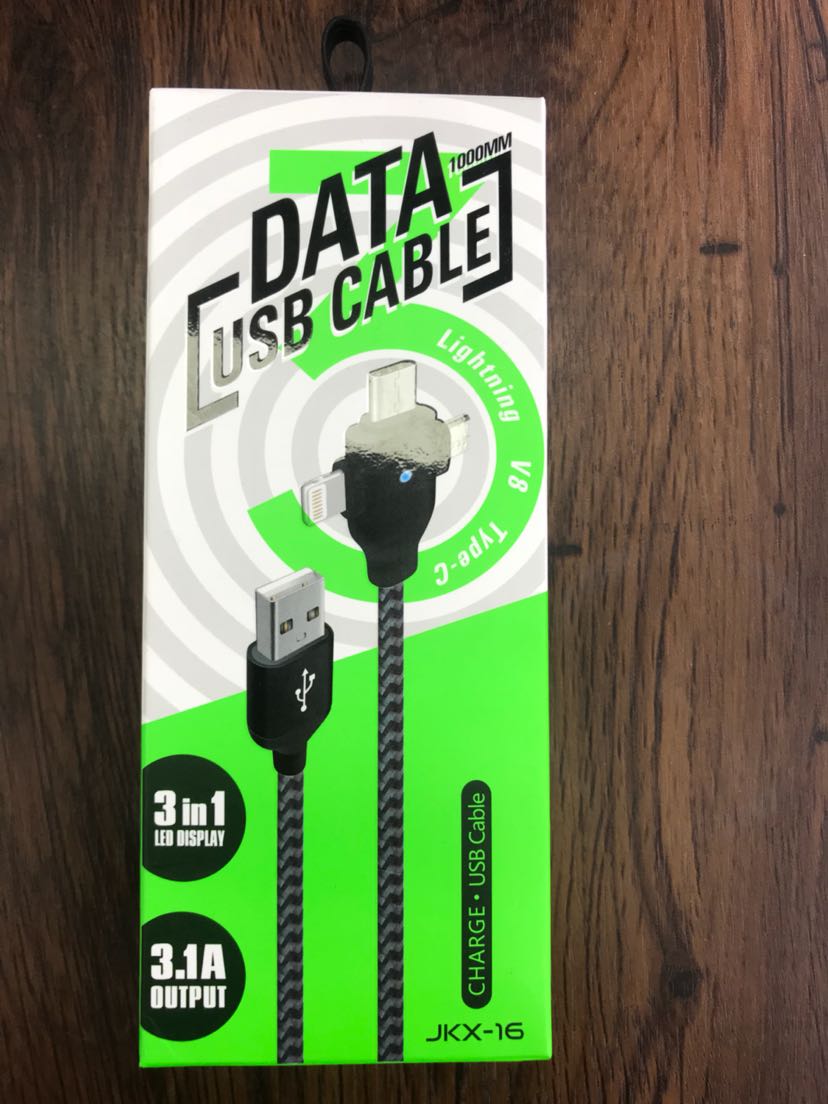 DATA
1000MM
USB CABLE
Lightning
V8
Type-C
3 in 1
LED DISPLAY
3.1A
OUTPUT
CHARGE • USB Cable
JKX-16